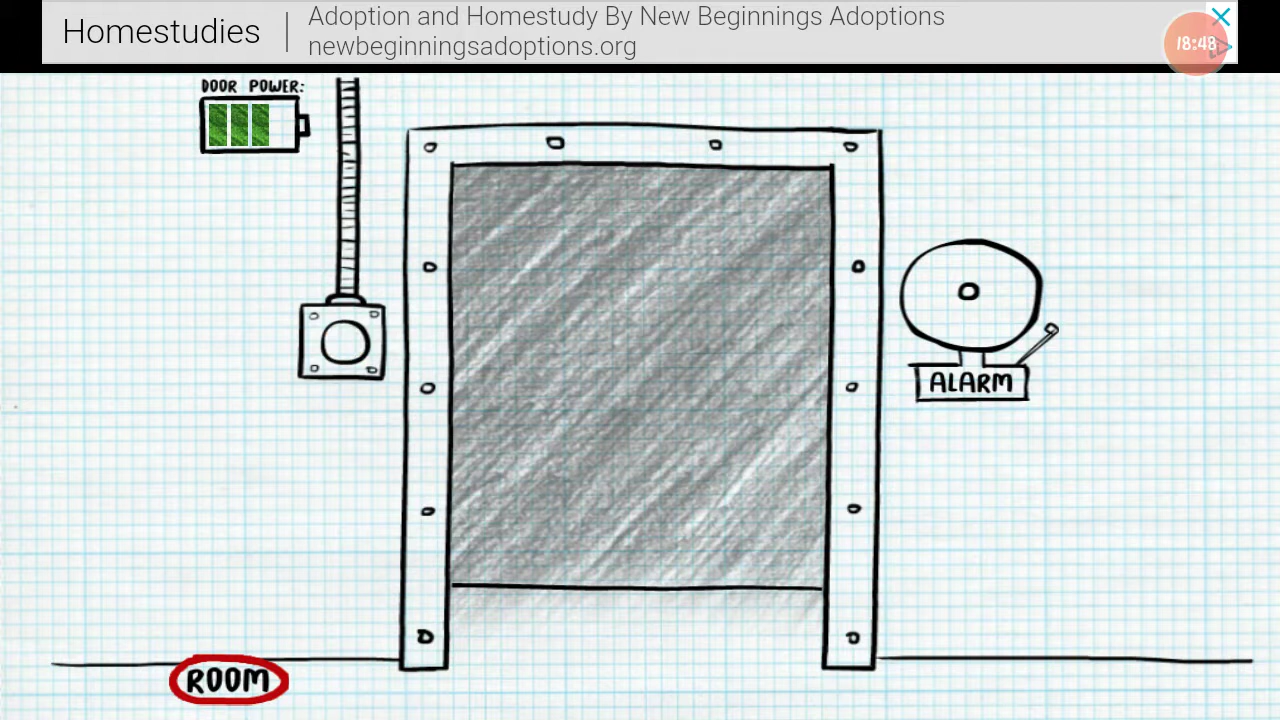 Homestudies
Adoption and Homestudy By New Beginnings Adoptions
newbeginningsadoptions.org
18:48
DOOR POWER:
ALARM
ROOM